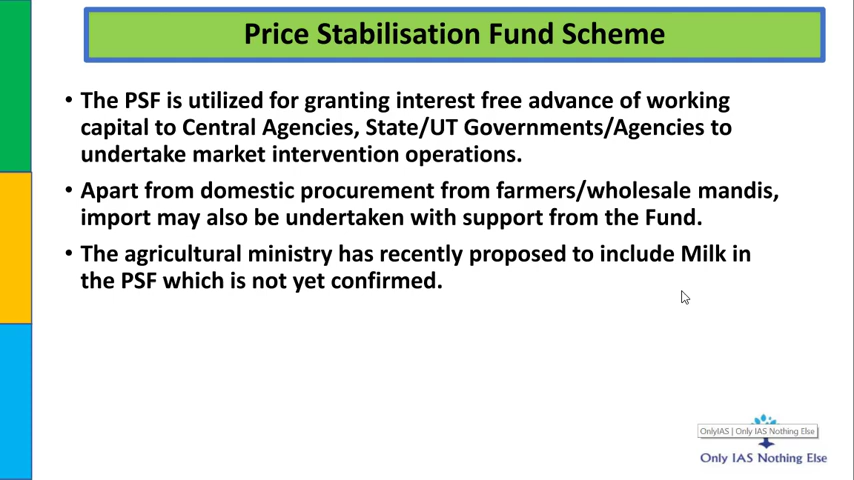 Price Stabilisation Fund Scheme
• The PSF is utilized for granting interest free advance of working
capital to Central Agencies, State/UT Governments/Agencies to
undertake market intervention operations.
• Apart from domestic procurement from farmers/wholesale mandis,
import may also be undertaken with support from the Fund.
• The agricultural ministry has recently proposed to include Milk in
the PSF which is not yet confirmed.
OnlyIAS | Only IAS Nothing Else
Only IAS Nothing Else